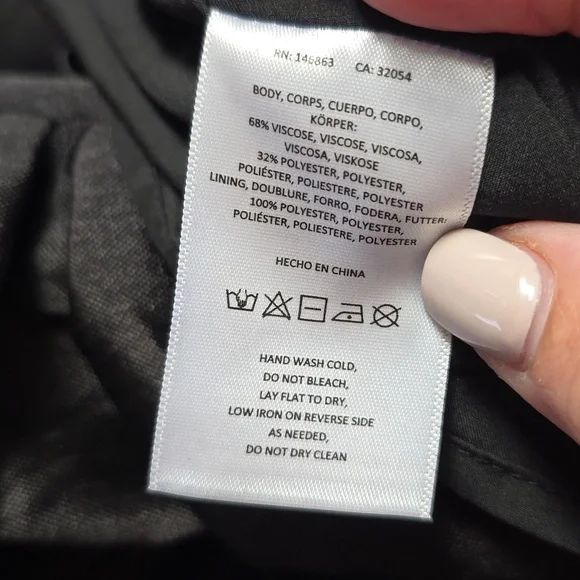 RN: 146863 CA: 32054
BODY, CORPS, CUERPO, CORPO,
KÖRPER:
68% VISCOSE, VISCOSE, VISCOSA,
VISCOSA, VISKOSE
32% POLYESTER, POLYESTER,
POLIÉSTER, POLIESTERE, POLYESTER
LINING, DOUBLURE, FORRO, FODERA, FUTTER:
100% POLYESTER, POLYESTER,
POLIÉSTER, POLIESTERE, POLYESTER
HECHO EN CHINA
HAND WASH COLD,
DO NOT BLEACH,
LAY FLAT TO DRY,
LOW IRON ON REVERSE SIDE
AS NEEDED,
DO NOT DRY CLEAN